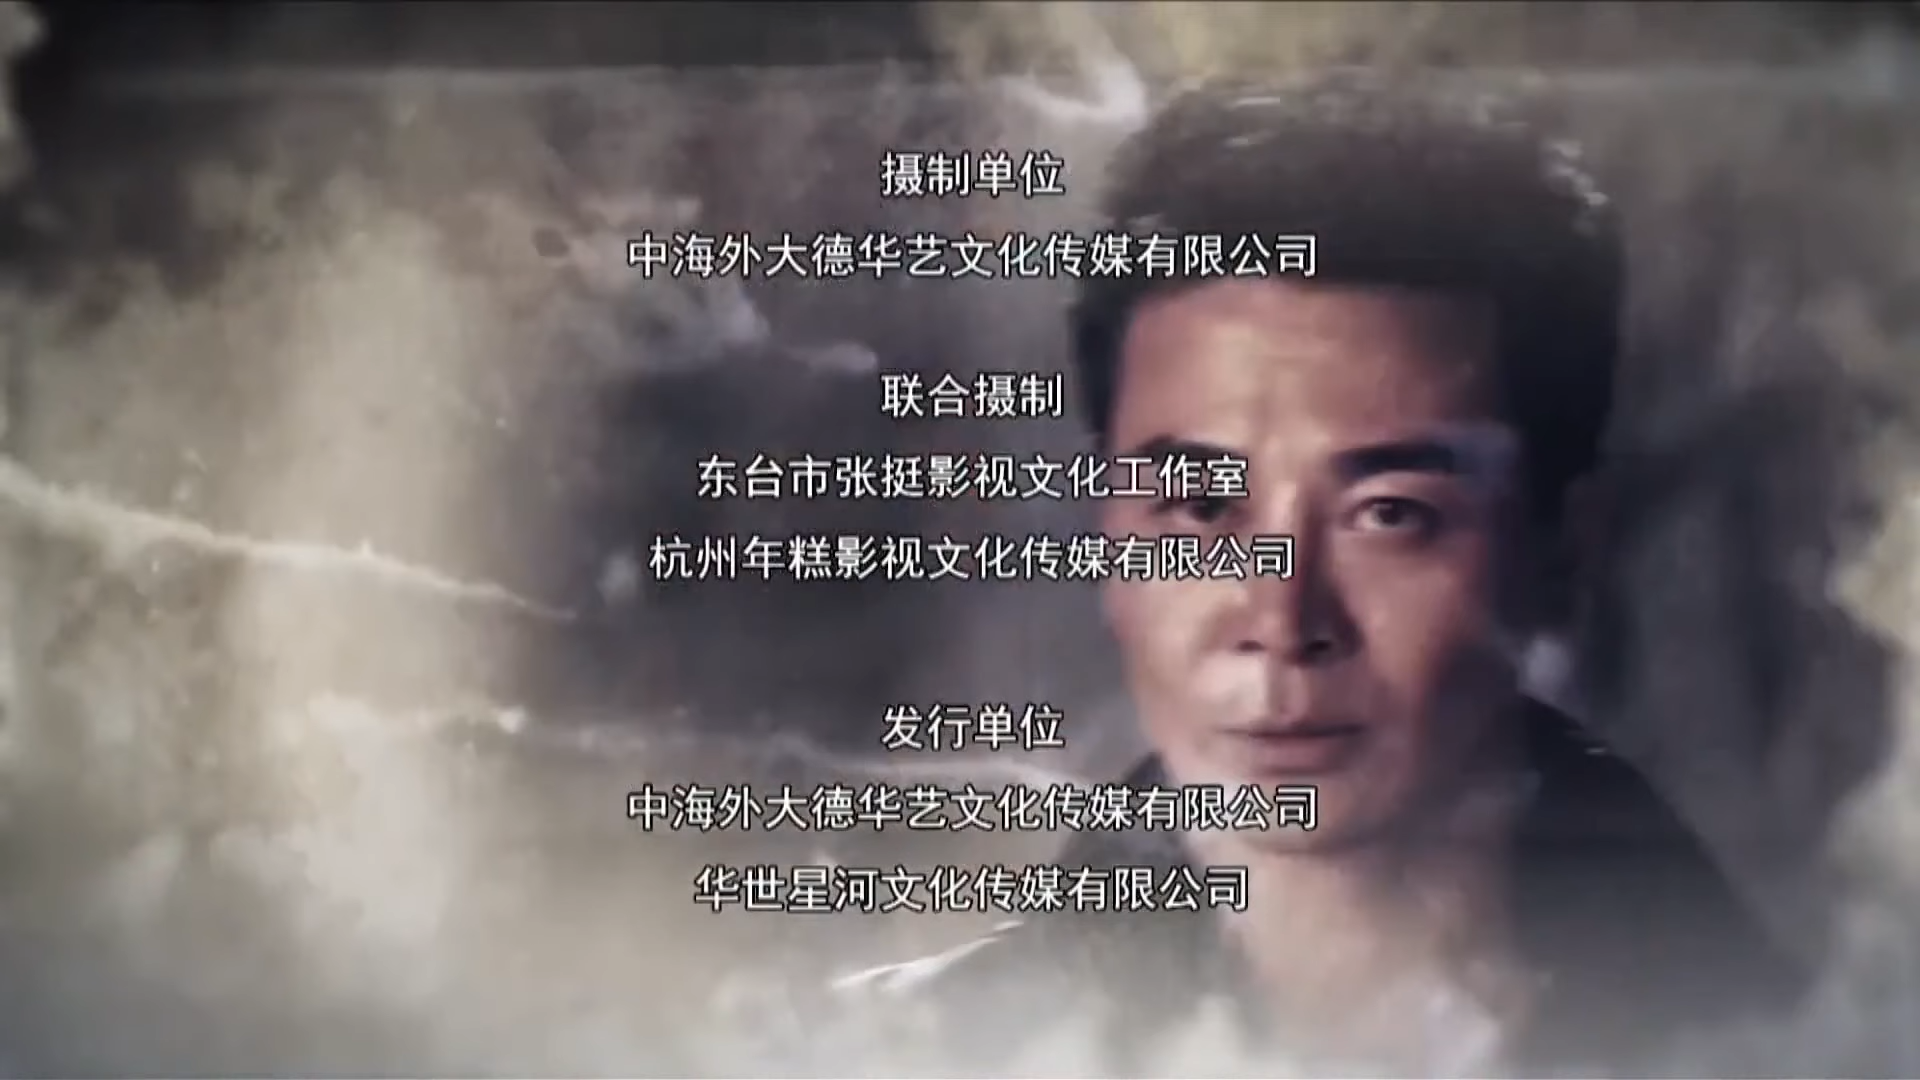 摄制单位
中海外大德华艺文化传媒有限公司
联合摄制
东台市张挺影视文化工作室
杭州年糕影视文化传媒有限公司
发行单位
中海外大德华艺文化传媒有限公司
华世星河文化传媒有限公司